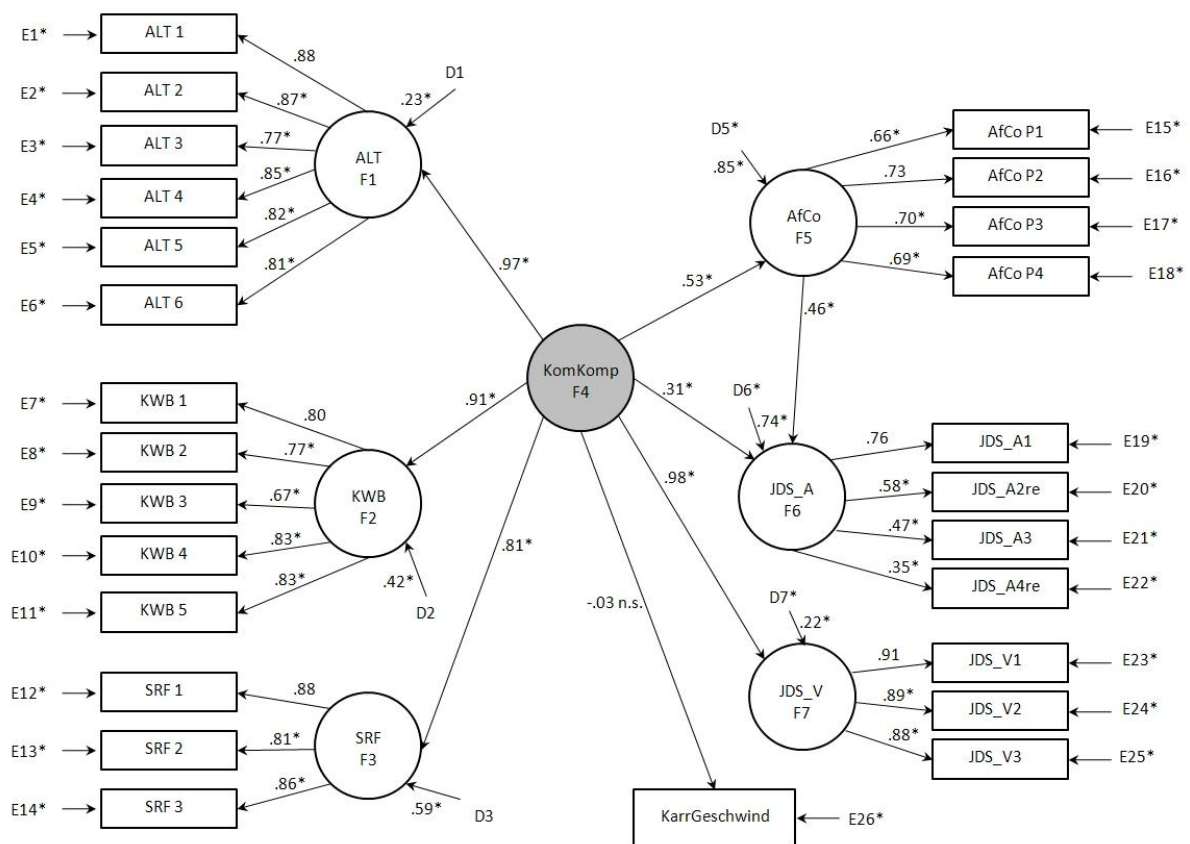 E1*
ALT 1
.88
E2*
ALT 2
.87*
E3*
ALT 3
.77*
E4*
ALT 4
.85*
E5*
ALT 5
.82*
E6*
ALT 6
.81*
ALT
F1
.23*
D1
.97*
E7*
KWB 1
.80
E8*
KWB 2
.77*
E9*
KWB 3
.67*
E10*
KWB 4
.83*
E11*
KWB 5
.83*
KWB
F2
.42*
D2
.91*
E12*
SRF 1
.88
E13*
SRF 2
.81*
E14*
SRF 3
.86*
SRF
F3
.59*
D3
.81*
KomKomp
F4
.53*
.31*
.98*
-.03 n.s.
D5*
.85*
AfCo
F5
.66*
AfCo P1
E15*
.73
AfCo P2
E16*
.70*
AfCo P3
E17*
.69*
AfCo P4
E18*
.46*
D6*
.74*
JDS_A
F6
.76
JDS_A1
E19*
.58*
JDS_A2re
E20*
.47*
JDS_A3
E21*
.35*
JDS_A4re
E22*
D7*
.22*
JDS_V
F7
.91
JDS_V1
E23*
.89*
JDS_V2
E24*
.88*
JDS_V3
E25*
KarrGeschwind
E26*